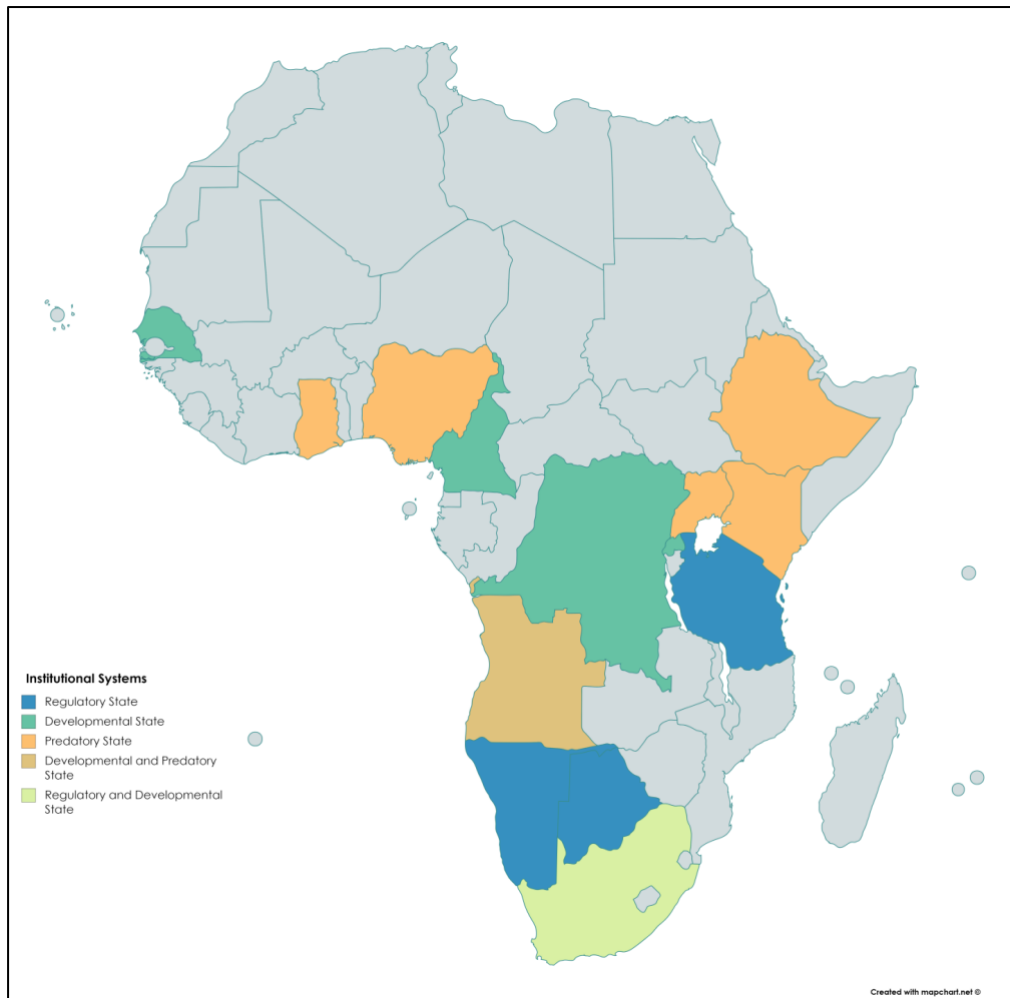 Institutional Systems
Regulatory State
Developmental State
Predatory State
Developmental and Predatory
State
Regulatory and Developmental
State
Created with mapchart.net ©